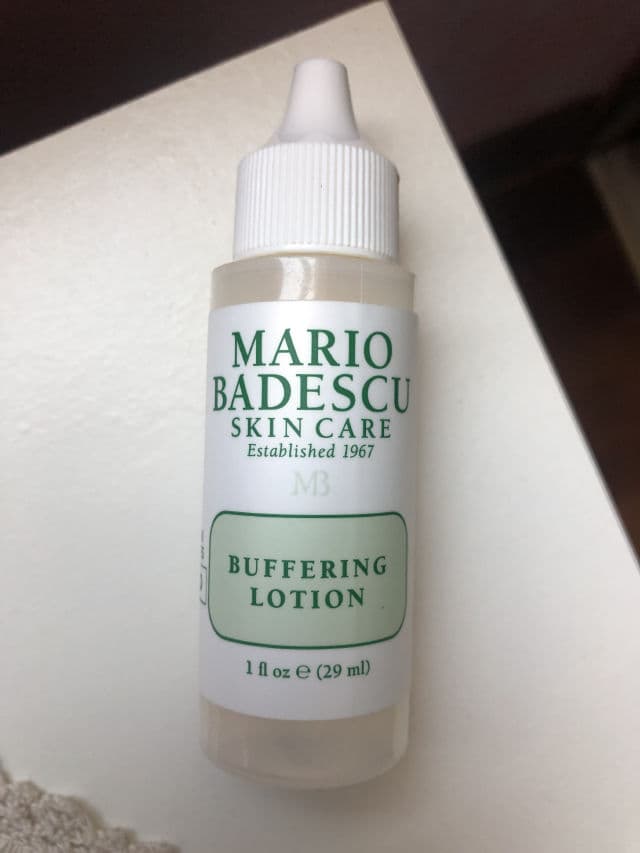 MARIO
BADESCU
SKIN CARE
Established 1967
MB
BUFFERING
LOTION
1 fl oz ℮ (29 ml)